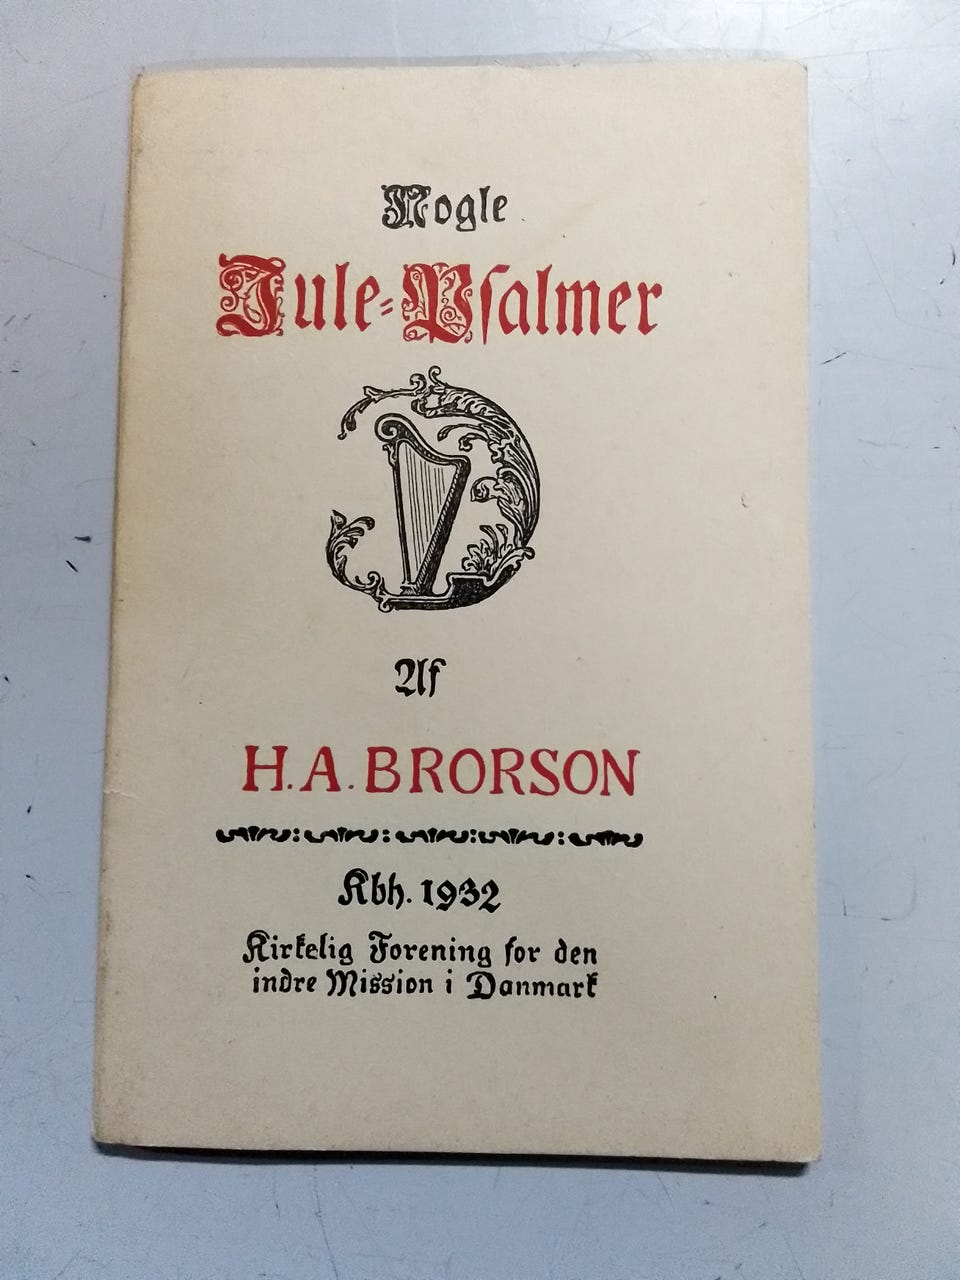 Nogle
Jule-Psalmer
Af
H. A. BRORSON
Kbh. 1932
Kirkelig Forening for den
indre Mission i Danmark